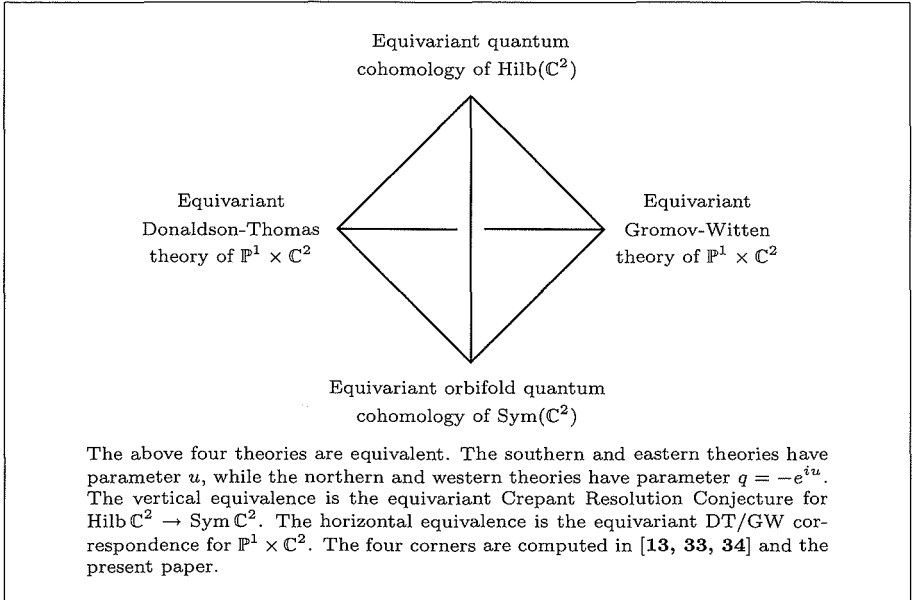 Equivariant quantum
cohomology of Hilb(ℂ²)
Equivariant
Donaldson-Thomas
theory of ℙ¹ × ℂ²
Equivariant
Gromov-Witten
theory of ℙ¹ × ℂ²
Equivariant orbifold quantum
cohomology of Sym(ℂ²)
The above four theories are equivalent. The southern and eastern theories have
parameter u, while the northern and western theories have parameter q = −eⁱᵘ.
The vertical equivalence is the equivariant Crepant Resolution Conjecture for
Hilb ℂ² → Sym ℂ². The horizontal equivalence is the equivariant DT/GW cor-
respondence for ℙ¹ × ℂ². The four corners are computed in [13, 33, 34] and the
present paper.